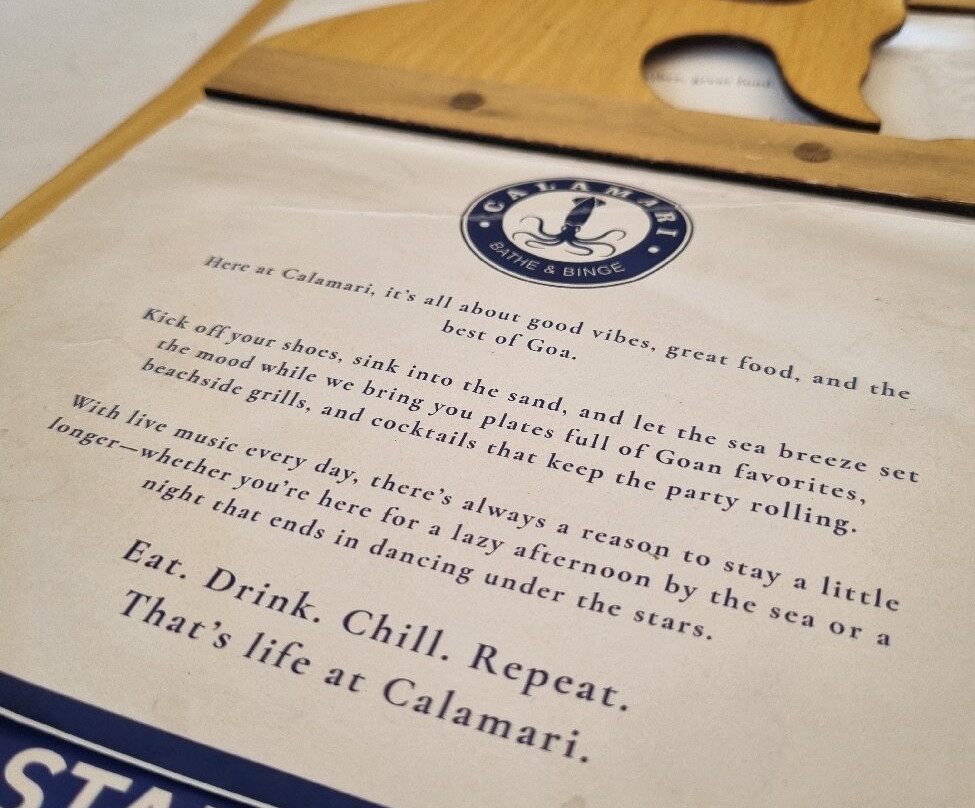 great food
CALAMARI
BATHE & BINGE
Here at Calamari, it's all about good vibes, great food, and the
best of Goa.
Kick off your shoes, sink into the sand, and let the sea breeze set
the mood while we bring you plates full of Goan favorites,
beachside grills, and cocktails that keep the party rolling.
With live music every day, there's always a reason to stay a little
longer—whether you're here for a lazy afternoon by the sea or a
night that ends in dancing under the stars.
Eat. Drink. Chill. Repeat.
That's life at Calamari.